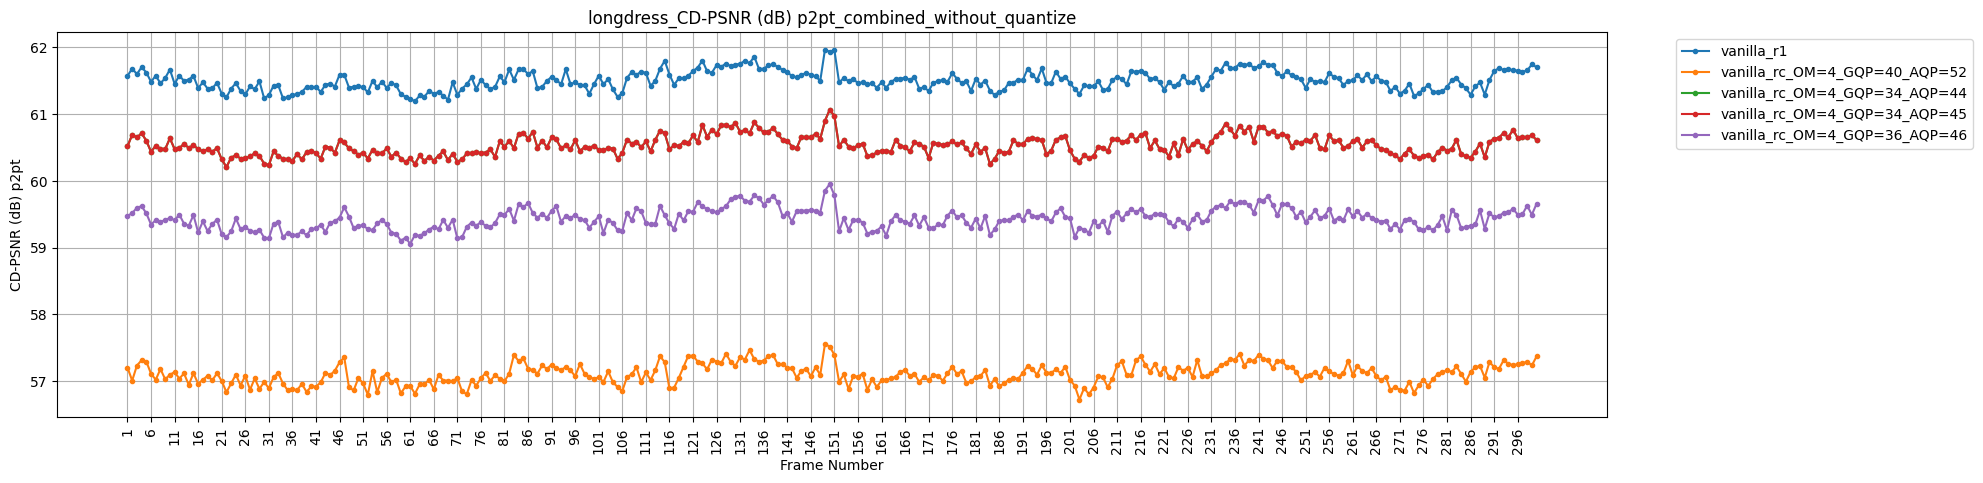 longdress_CD-PSNR (dB) p2pt_combined_without_quantize
CD-PSNR (dB) p2pt
62
61
60
59
58
57
1 6 11 16 21 26 31 36 41 46 51 56 61 66 71 76 81 86 91 96 101 106 111 116 121 126 131 136 141 146 151 156 161 166 171 176 181 186 191 196 201 206 211 216 221 226 231 236 241 246 251 256 261 266 271 276 281 286 291 296
Frame Number
vanilla_r1
vanilla_rc_OM=4_GQP=40_AQP=52
vanilla_rc_OM=4_GQP=34_AQP=44
vanilla_rc_OM=4_GQP=34_AQP=45
vanilla_rc_OM=4_GQP=36_AQP=46